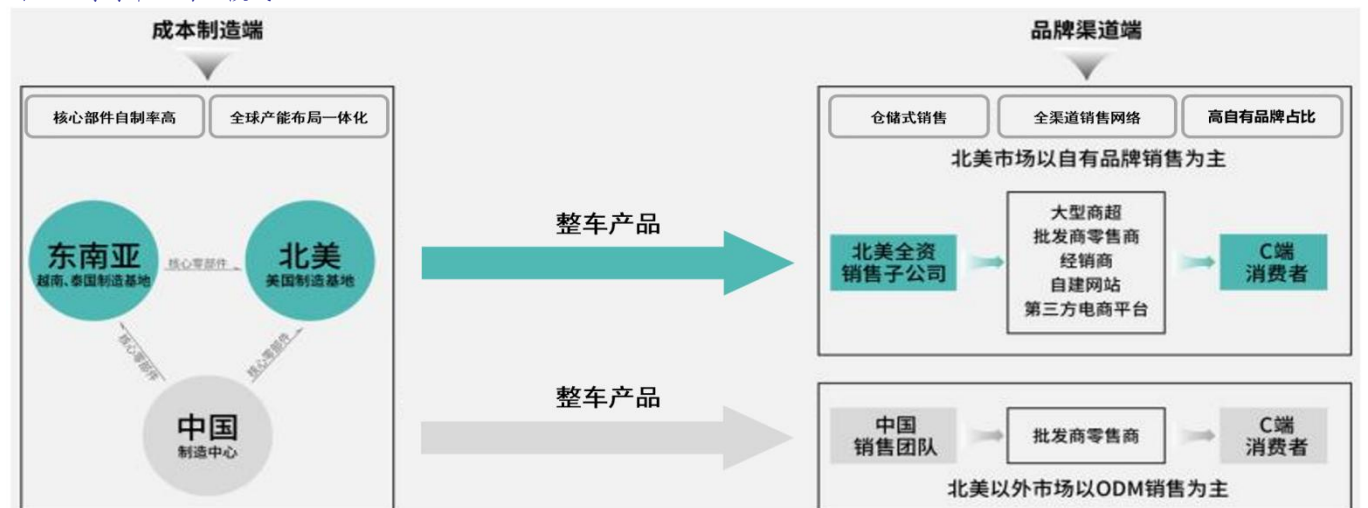 成本制造端
核心部件自制率高
全球产能布局一体化
东南亚
越南、泰国制造基地
核心零部件
北美
美国制造基地
核心零部件
核心零部件
中国
制造中心
整车产品
整车产品
品牌渠道端
仓储式销售
全渠道销售网络
高自有品牌占比
北美市场以自有品牌销售为主
北美全资
销售子公司
大型商超
批发商零售商
经销商
自建网站
第三方电商平台
C端
消费者
中国
销售团队
批发商零售商
C端
消费者
北美以外市场以ODM销售为主